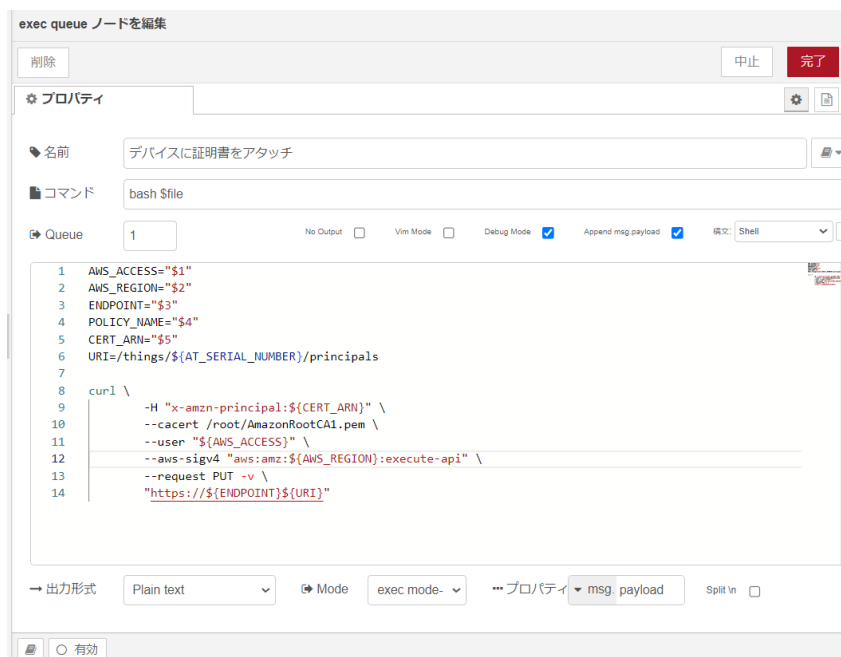 exec queue ノードを編集
削除 中止 完了
プロパティ
名前 デバイスに証明書をアタッチ
コマンド bash $file
Queue 1 No Output Vim Mode Debug Mode Append msg.payload 構文: Shell
1 AWS_ACCESS="$1"
2 AWS_REGION="$2"
3 ENDPOINT="$3"
4 POLICY_NAME="$4"
5 CERT_ARN="$5"
6 URI=/things/${AT_SERIAL_NUMBER}/principals
7
8 curl \
9 -H "x-amzn-principal:${CERT_ARN}" \
10 --cacert /root/AmazonRootCA1.pem \
11 --user "${AWS_ACCESS}" \
12 --aws-sigv4 "aws:amz:${AWS_REGION}:execute-api" \
13 --request PUT -v \
14 "https://${ENDPOINT}${URI}"
出力形式 Plain text Mode exec mode- プロパティ msg. payload Split \n
有効